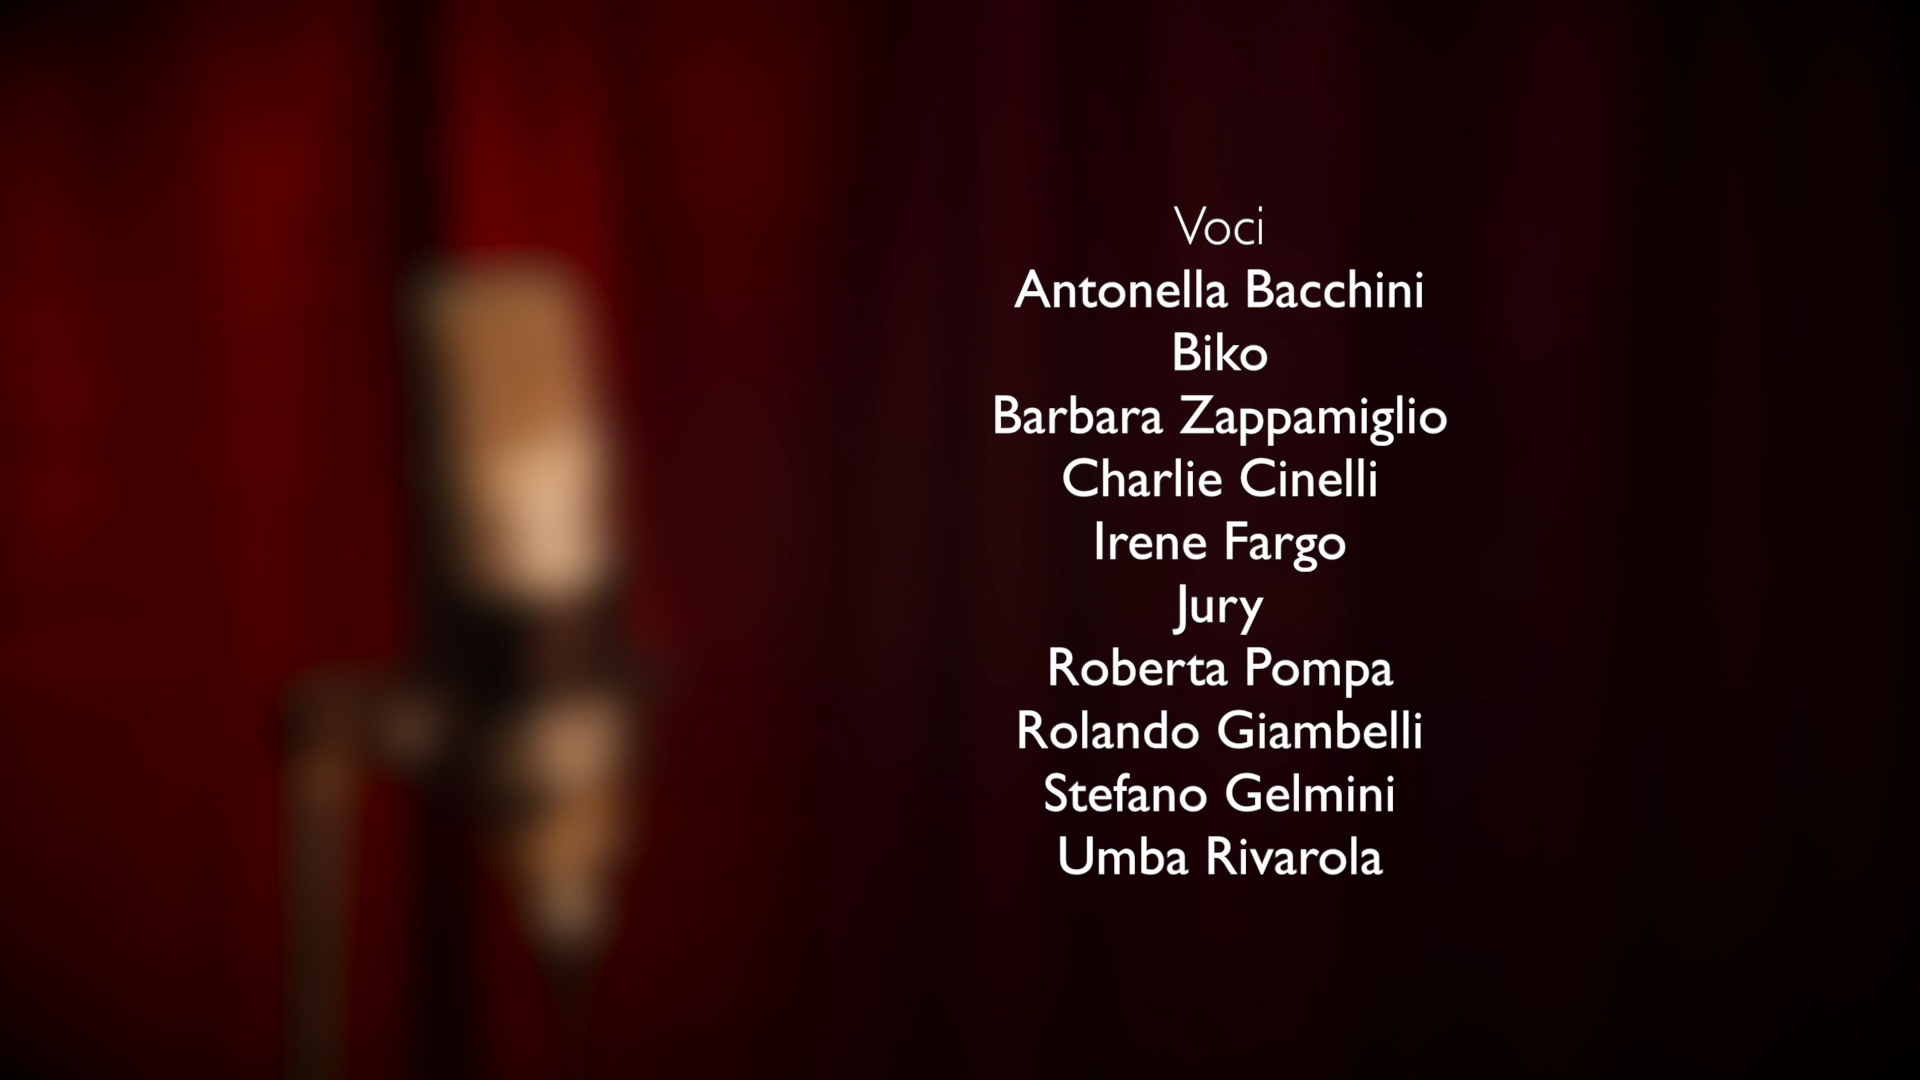 Voci
Antonella Bacchini
Biko
Barbara Zappamiglio
Charlie Cinelli
Irene Fargo
Jury
Roberta Pompa
Rolando Giambelli
Stefano Gelmini
Umba Rivarola